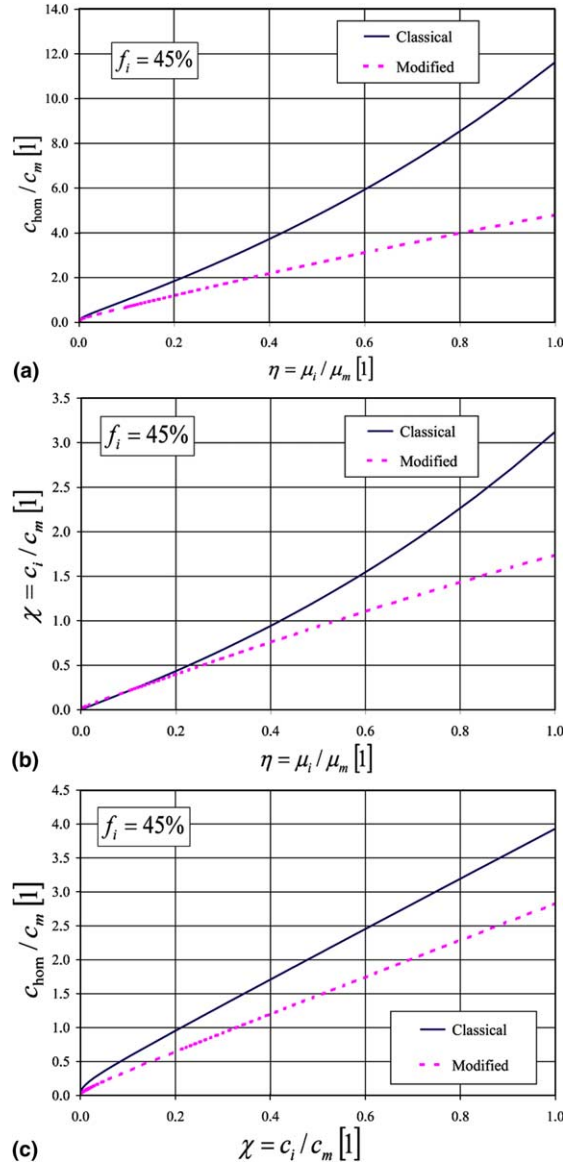 14.0
12.0
10.0
8.0
6.0
4.0
2.0
0.0
c_hom / c_m [1]
f_i = 45%
Classical
Modified
0.0 0.2 0.4 0.6 0.8 1.0
(a) η = μ_i / μ_m [1]
3.5
3.0
2.5
2.0
1.5
1.0
0.5
0.0
χ = c_i / c_m [1]
f_i = 45%
Classical
Modified
0.0 0.2 0.4 0.6 0.8 1.0
(b) η = μ_i / μ_m [1]
4.5
4.0
3.5
3.0
2.5
2.0
1.5
1.0
0.5
0.0
c_hom / c_m [1]
f_i = 45%
Classical
Modified
0.0 0.2 0.4 0.6 0.8 1.0
(c) χ = c_i / c_m [1]